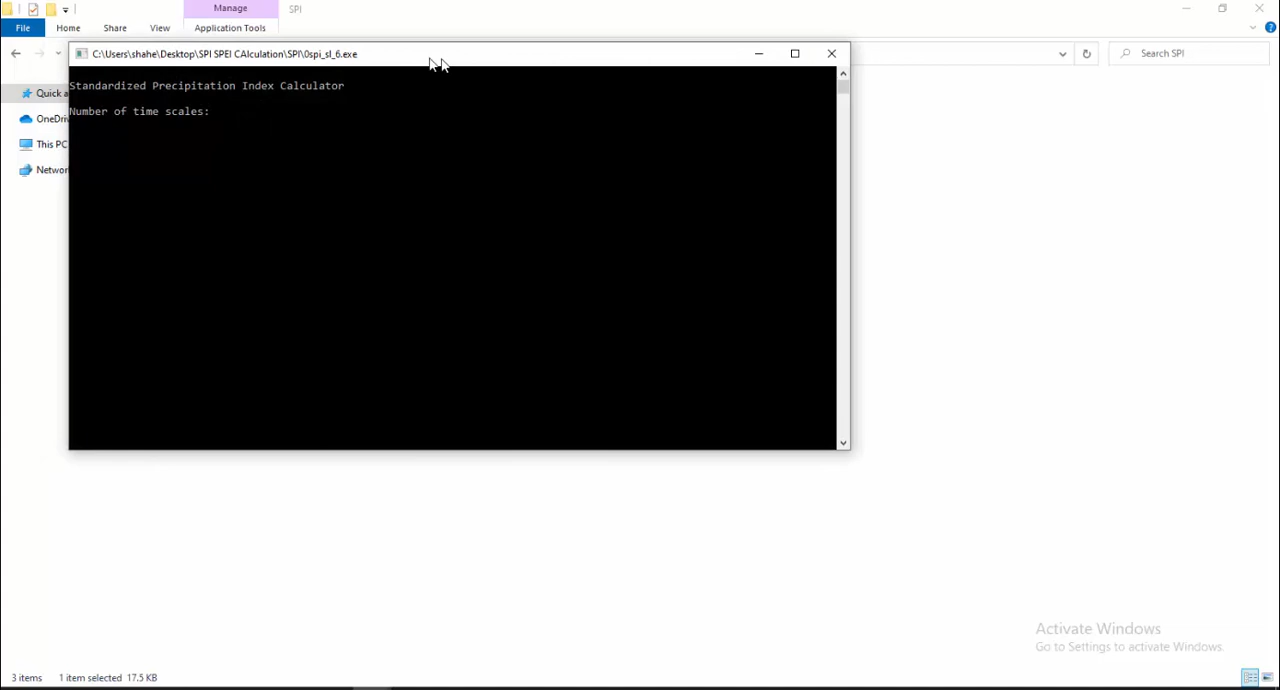 Manage
SPI
File
Home
Share
View
Application Tools
C:\Users\shahe\Desktop\SPI SPEI CAlculation\SPI\0spi_sl_6.exe
Search SPI
Standardized Precipitation Index Calculator
Quick a
Number of time scales:
OneDriv
This PC
Networ
Activate Windows
Go to Settings to activate Windows.
3 items
1 item selected 17.5 KB